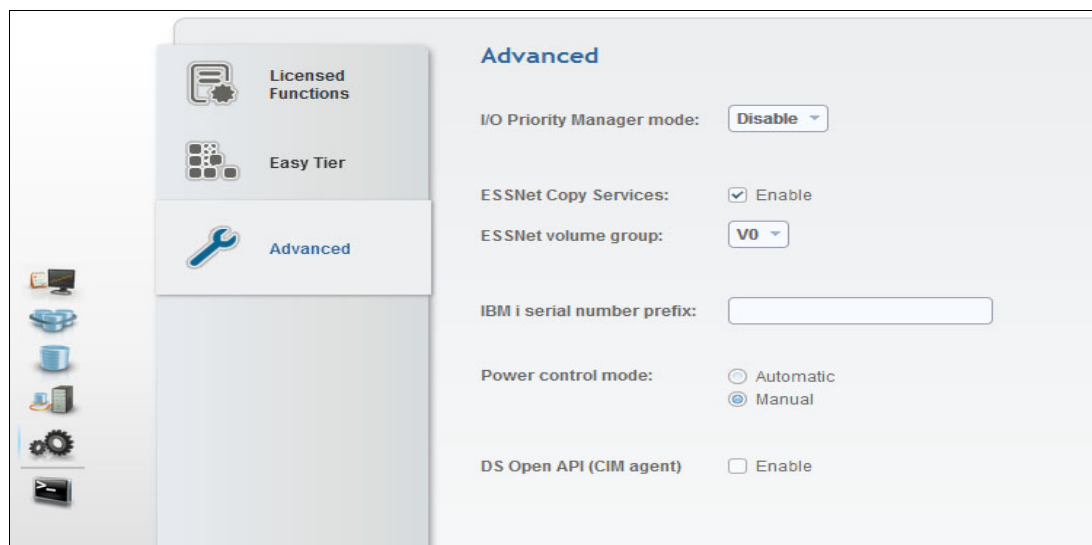 Licensed
Functions
Easy Tier
Advanced
Advanced
I/O Priority Manager mode: Disable
ESSNet Copy Services: Enable
ESSNet volume group: V0
IBM i serial number prefix:
Power control mode: Automatic
Manual
DS Open API (CIM agent) Enable